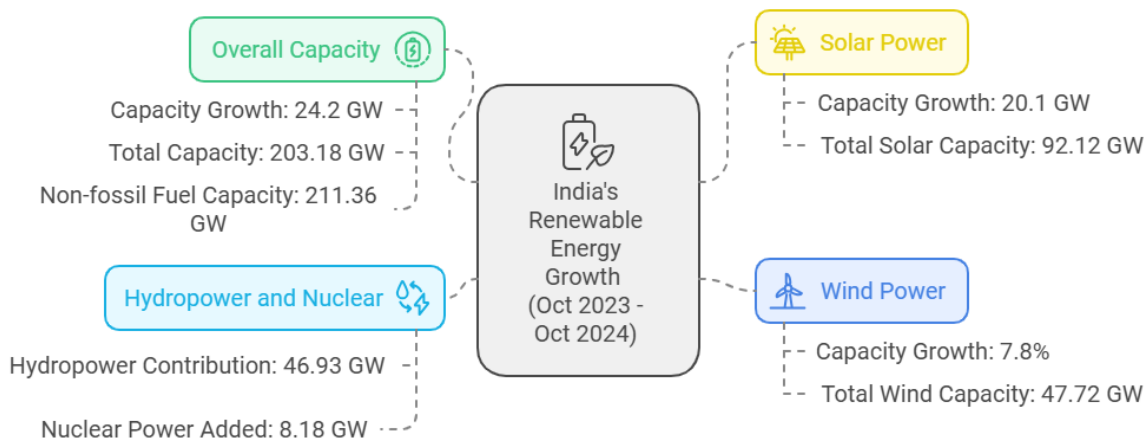 Overall Capacity
Capacity Growth: 24.2 GW
Total Capacity: 203.18 GW
Non-fossil Fuel Capacity: 211.36
GW
Hydropower and Nuclear
Hydropower Contribution: 46.93 GW
Nuclear Power Added: 8.18 GW
India's
Renewable
Energy
Growth
(Oct 2023 -
Oct 2024)
Solar Power
Capacity Growth: 20.1 GW
Total Solar Capacity: 92.12 GW
Wind Power
Capacity Growth: 7.8%
Total Wind Capacity: 47.72 GW